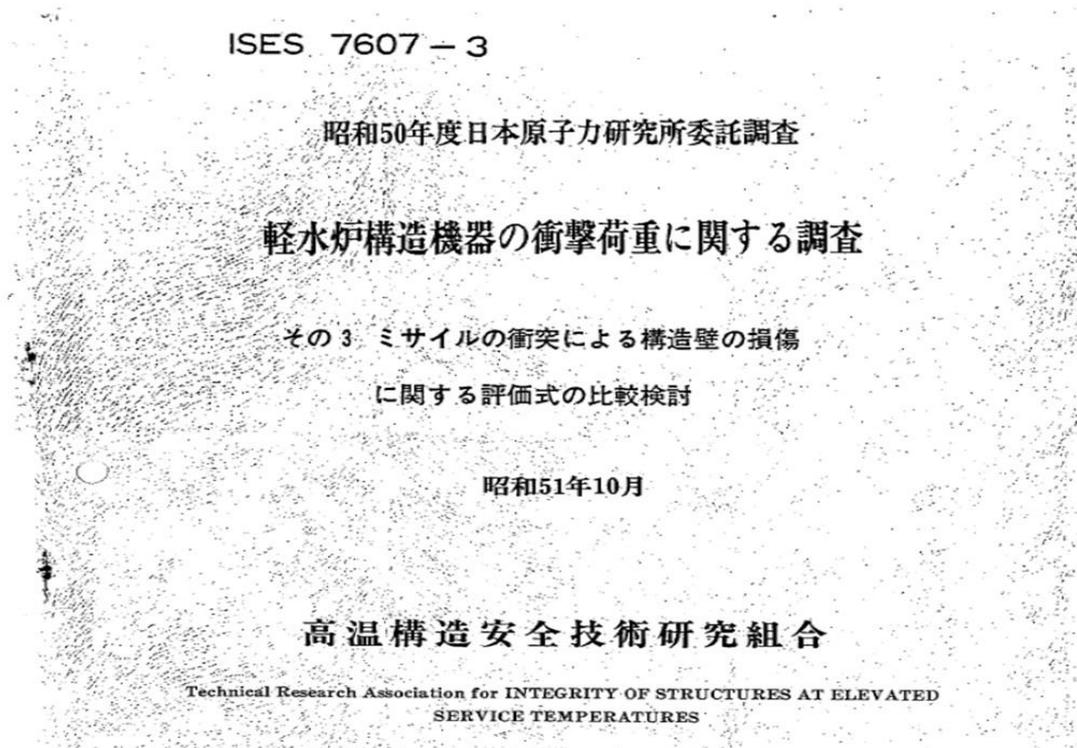 ISES 7607-3
昭和50年度日本原子力研究所委託調査
軽水炉構造機器の衝撃荷重に関する調査
その3 ミサイルの衝突による構造壁の損傷
に関する評価式の比較検討
昭和51年10月
高温構造安全技術研究組合
Technical Research Association for INTEGRITY OF STRUCTURES AT ELEVATED
SERVICE TEMPERATURES